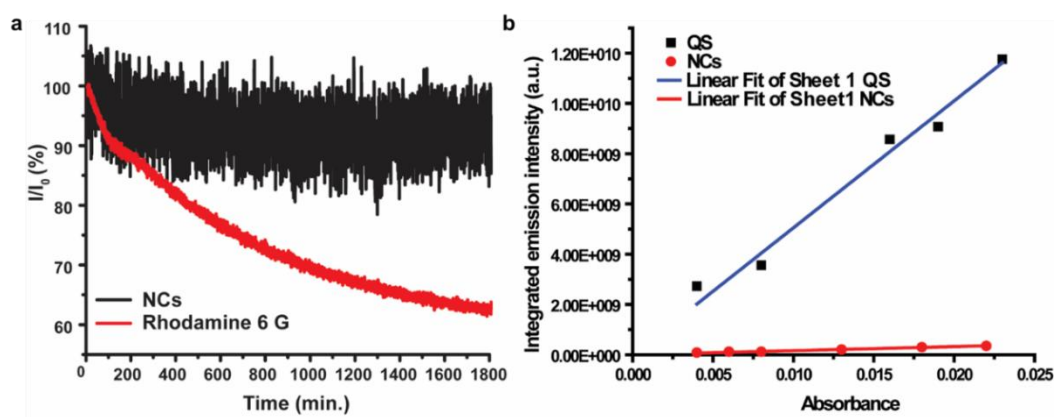 a
110
100
90
80
70
60
I/I0 (%)
NCs
Rhodamine 6 G
0 200 400 600 800 1000 1200 1400 1600 1800
Time (min.)
b
1.20E+010
1.00E+010
8.00E+009
6.00E+009
4.00E+009
2.00E+009
0.00E+000
Integrated emission intensity (a.u.)
QS
NCs
Linear Fit of Sheet 1 QS
Linear Fit of Sheet1 NCs
0.000 0.005 0.010 0.015 0.020 0.025
Absorbance